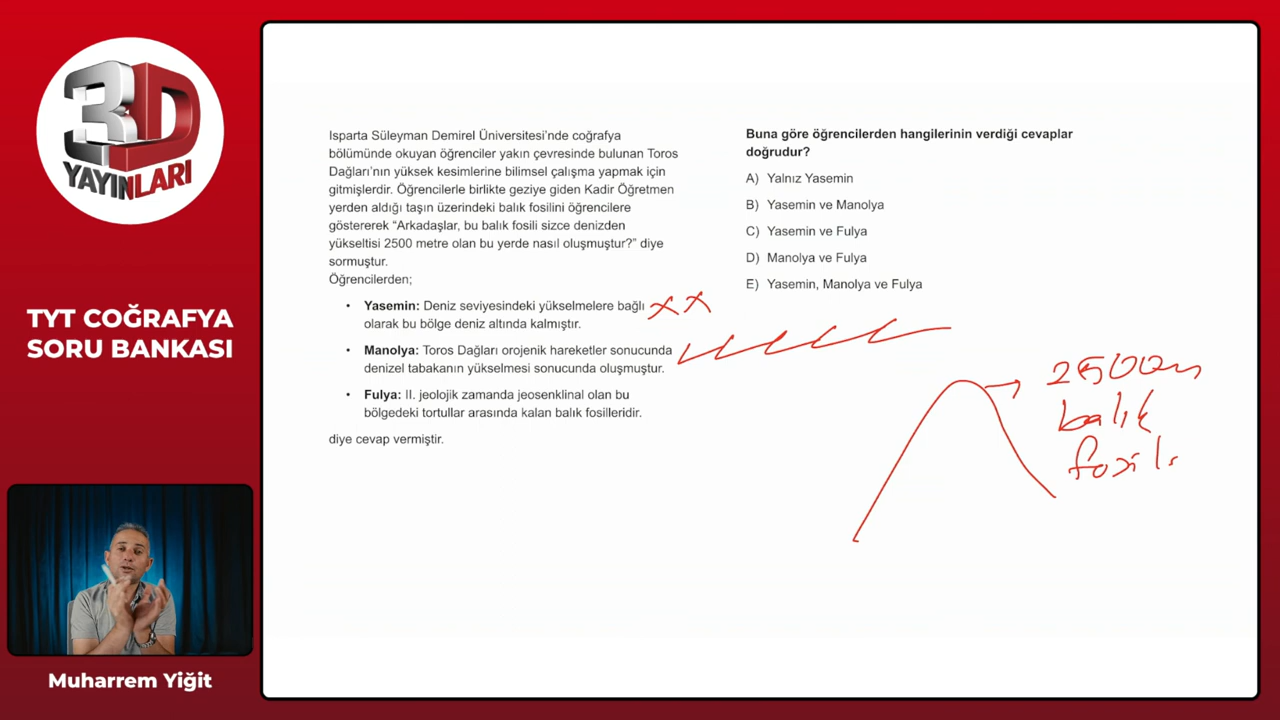 3D
YAYINLARI
TYT COĞRAFYA
SORU BANKASI
Muharrem Yiğit
Isparta Süleyman Demirel Üniversitesi'nde coğrafya
bölümünde okuyan öğrenciler yakın çevresinde bulunan Toros
Dağları'nın yüksek kesimlerine bilimsel çalışma yapmak için
gitmişlerdir. Öğrencilerle birlikte geziye giden Kadir Öğretmen
yerden aldığı taşın üzerindeki balık fosilini öğrencilere
göstererek “Arkadaşlar, bu balık fosili sizce denizden
yükseltisi 2500 metre olan bu yerde nasıl oluşmuştur?” diye
sormuştur.
Öğrencilerden;
• Yasemin: Deniz seviyesindeki yükselmelere bağlı
olarak bu bölge deniz altında kalmıştır.
• Manolya: Toros Dağları orojenik hareketler sonucunda
denizel tabakanın yükselmesi sonucunda oluşmuştur.
• Fulya: II. jeolojik zamanda jeosenklinal olan bu
bölgedeki tortullar arasında kalan balık fosilleridir.
diye cevap vermiştir.
Buna göre öğrencilerden hangilerinin verdiği cevaplar
doğrudur?
A) Yalnız Yasemin
B) Yasemin ve Manolya
C) Yasemin ve Fulya
D) Manolya ve Fulya
E) Yasemin, Manolya ve Fulya
2500m
balık
fosili